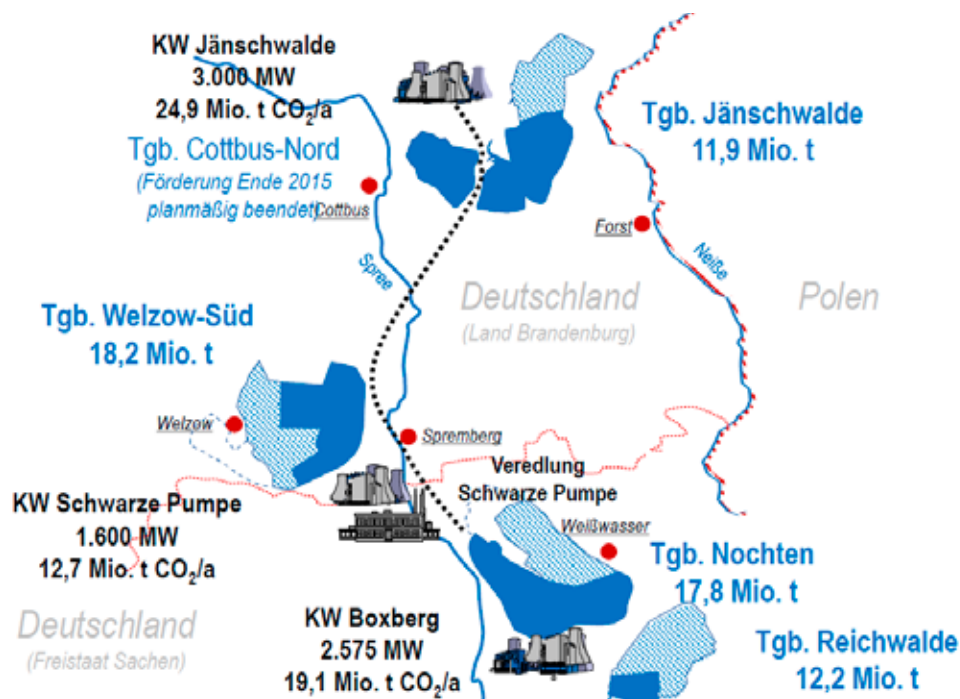 KW Jänschwalde
3.000 MW
24,9 Mio. t CO₂/a
Tgb. Cottbus-Nord
(Förderung Ende 2015
planmäßig beendet)
Cottbus
Tgb. Jänschwalde
11,9 Mio. t
Forst
Neiße
Spree
Deutschland
(Land Brandenburg)
Polen
Tgb. Welzow-Süd
18,2 Mio. t
Welzow
Spremberg
Veredlung
Schwarze Pumpe
KW Schwarze Pumpe
1.600 MW
12,7 Mio. t CO₂/a
Weißwasser
Tgb. Nochten
17,8 Mio. t
Deutschland
(Freistaat Sachen)
KW Boxberg
2.575 MW
19,1 Mio. t CO₂/a
Tgb. Reichwalde
12,2 Mio. t